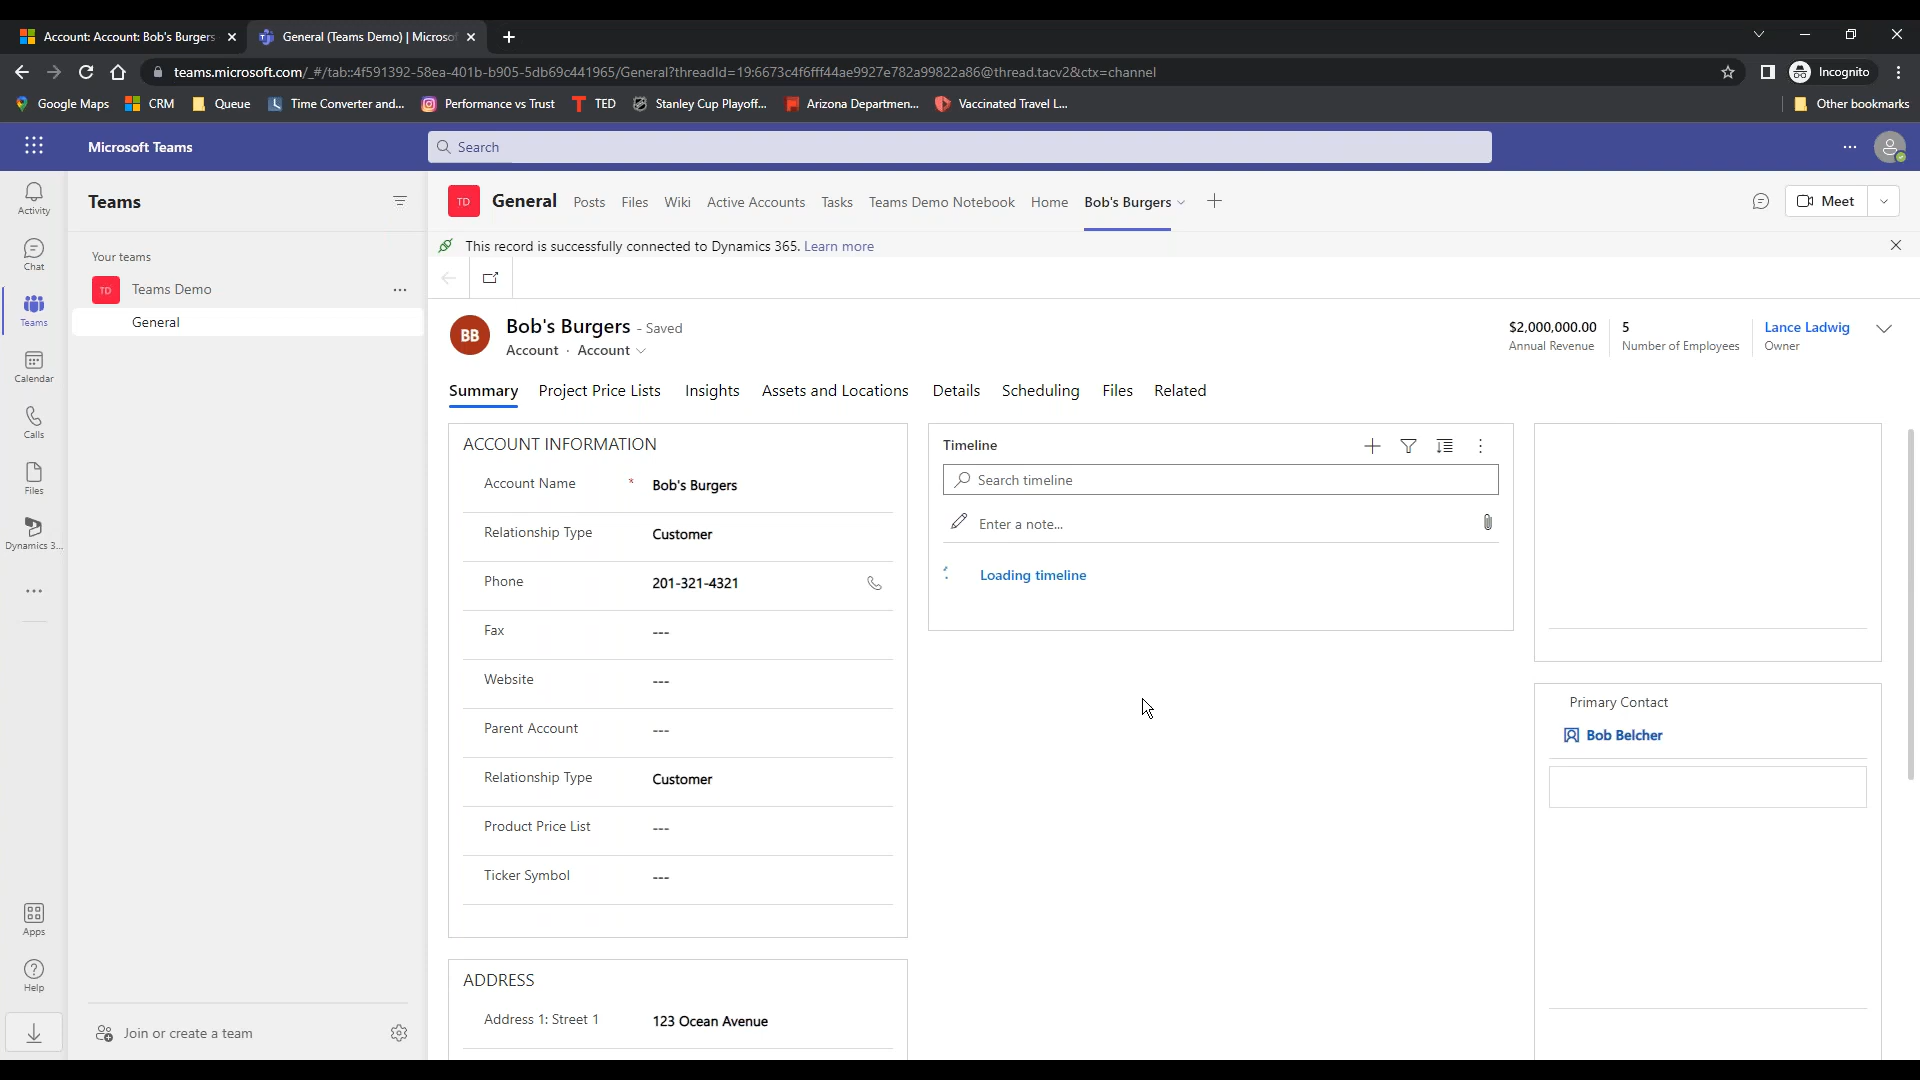 Account: Account: Bob's Burgers
General (Teams Demo) | Microsof
teams.microsoft.com/_#/tab::4f591392-58ea-401b-b905-5db69c441965/General?threadId=19:6673c4f6fff44ae9927e782a99822a86@thread.tacv2&ctx=channel
Incognito
Google Maps
CRM
Queue
Time Converter and...
Performance vs Trust
TED
Stanley Cup Playoff...
Arizona Departmen...
Vaccinated Travel L...
Other bookmarks
Microsoft Teams
Search
Activity
Chat
Teams
Calendar
Calls
Files
Dynamics 3...
Apps
Help
Teams
Your teams
TD
Teams Demo
General
Join or create a team
TD
General
Posts
Files
Wiki
Active Accounts
Tasks
Teams Demo Notebook
Home
Bob's Burgers
Meet
This record is successfully connected to Dynamics 365. Learn more
BB
Bob's Burgers - Saved
Account · Account
$2,000,000.00
Annual Revenue
5
Number of Employees
Lance Ladwig
Owner
Summary
Project Price Lists
Insights
Assets and Locations
Details
Scheduling
Files
Related
ACCOUNT INFORMATION
Account Name * Bob's Burgers
Relationship Type Customer
Phone 201-321-4321
Fax ---
Website ---
Parent Account ---
Relationship Type Customer
Product Price List ---
Ticker Symbol ---
ADDRESS
Address 1: Street 1 123 Ocean Avenue
Timeline
Search timeline
Enter a note...
Loading timeline
Primary Contact
Bob Belcher